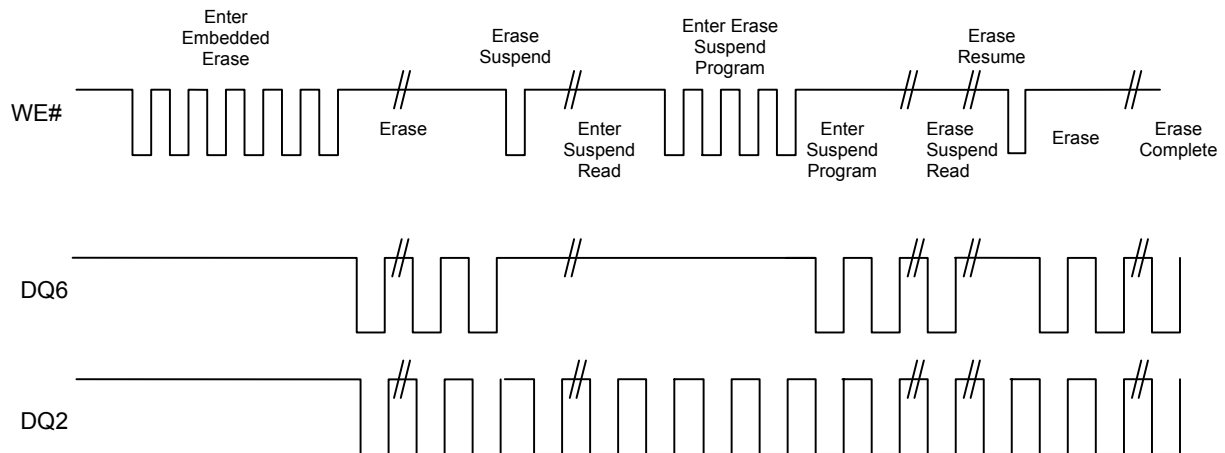 Enter
Embedded
Erase
Erase
Suspend
Enter Erase
Suspend
Program
Erase
Resume
WE#
Erase
Enter
Suspend
Read
Enter
Suspend
Program
Erase
Suspend
Read
Erase
Erase
Complete
DQ6
DQ2